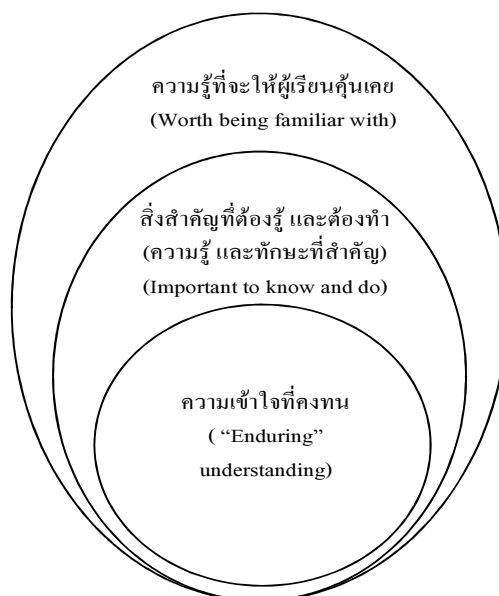 ความรู้ที่จะให้ผู้เรียนคุ้นเคย
(Worth being familiar with)
สิ่งสำคัญที่ต้องรู้ และต้องทำ
(ความรู้ และทักษะที่สำคัญ)
(Important to know and do)
ความเข้าใจที่คงทน
( “Enduring”
understanding)